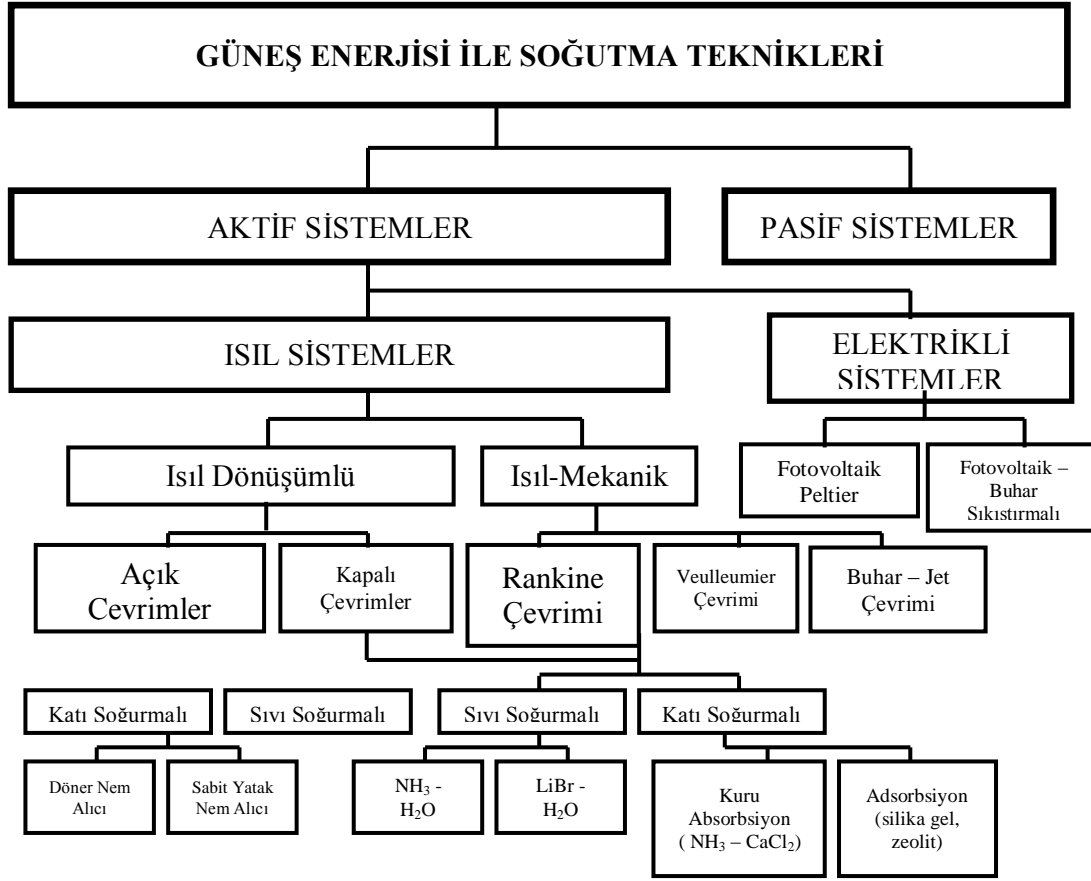 GÜNEŞ ENERJİSİ İLE SOĞUTMA TEKNİKLERİ
AKTİF SİSTEMLER
PASİF SİSTEMLER
ISIL SİSTEMLER
ELEKTRİKLİ
SİSTEMLER
Isıl Dönüşümlü
Isıl-Mekanik
Fotovoltaik
Peltier
Fotovoltaik –
Buhar
Sıkıstırmalı
Açık
Cevrimler
Kapalı
Çevrimler
Rankine
Çevrimi
Veulleumier
Çevrimi
Buhar – Jet
Çevrimi
Katı Soğurmalı
Sıvı Soğurmalı
Sıvı Soğurmalı
Katı Soğurmalı
Döner Nem
Alıcı
Sabit Yatak
Nem Alıcı
NH₃ -
H₂O
LiBr -
H₂O
Kuru
Absorbsiyon
( NH₃ – CaCl₂)
Adsorbsiyon
(silika gel,
zeolit)